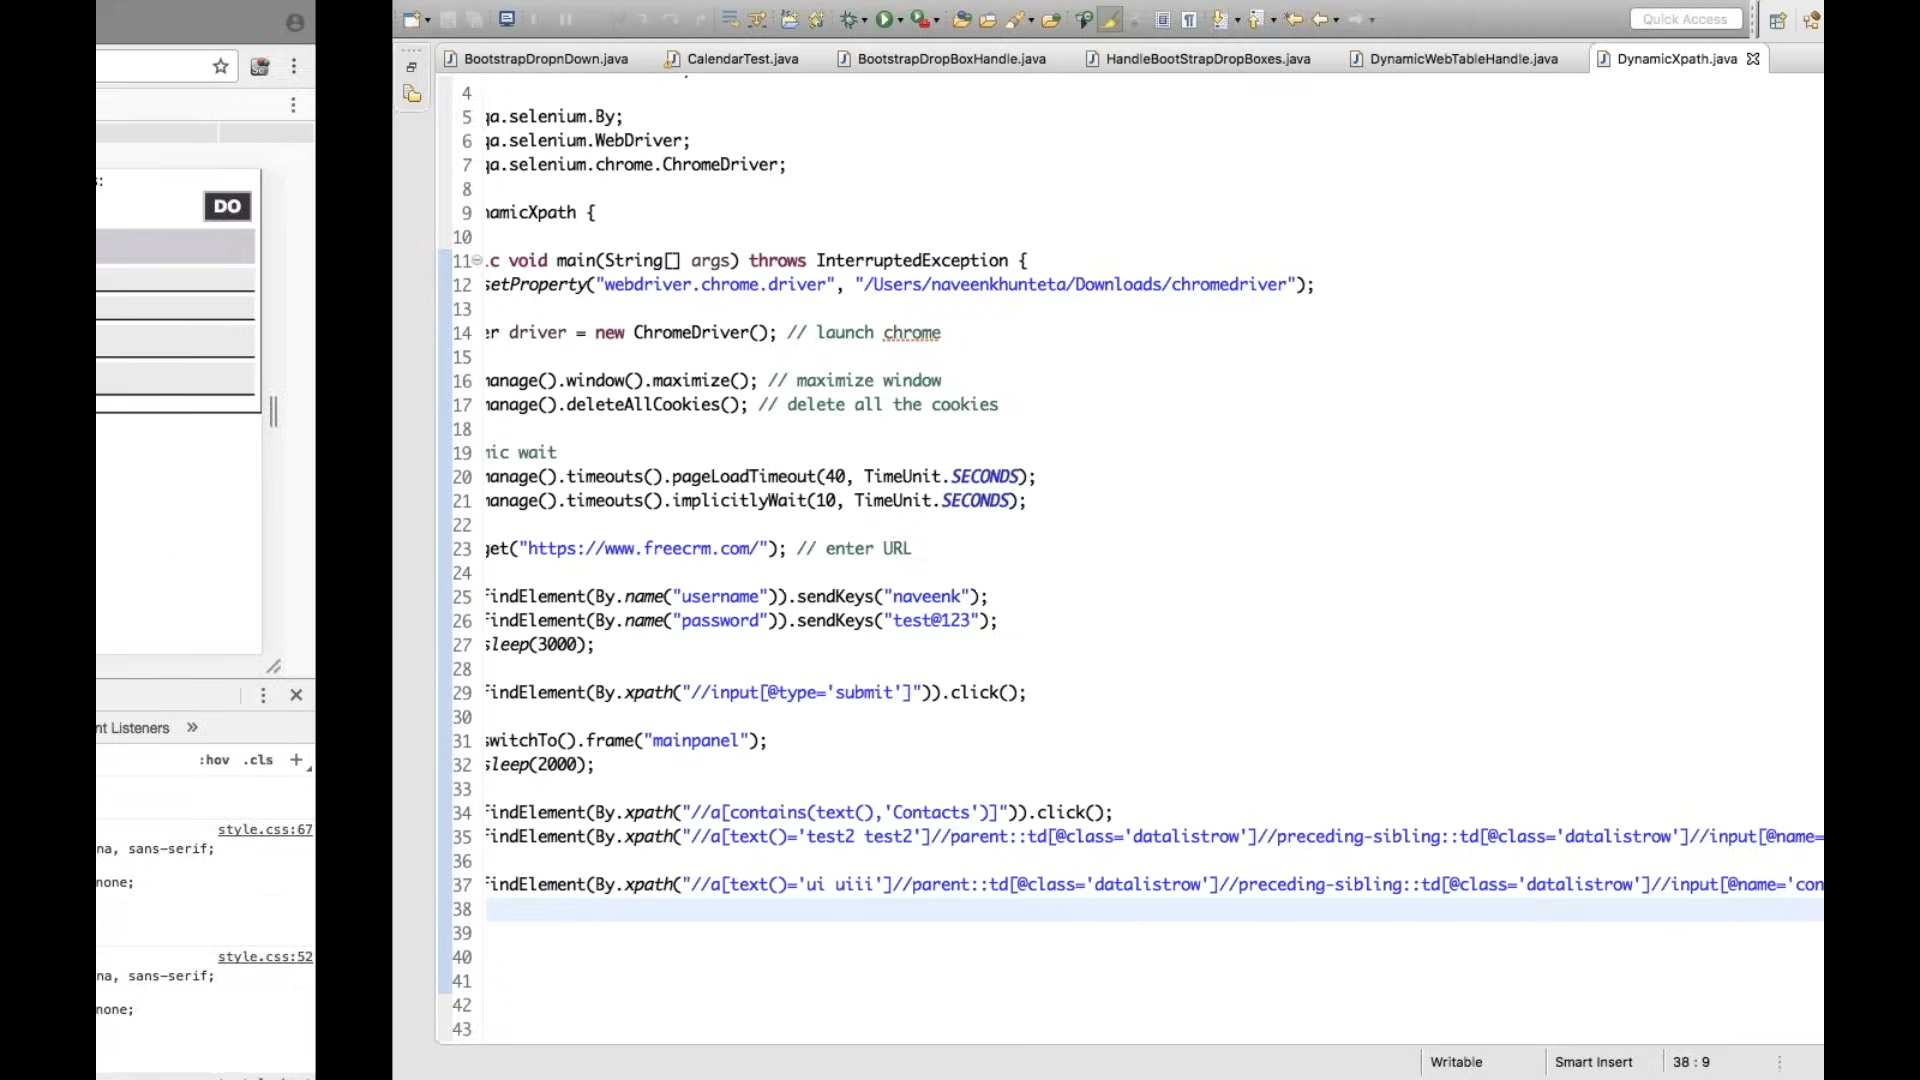 Quick Access
BootstrapDropnDown.java
CalendarTest.java
BootstrapDropBoxHandle.java
HandleBootStrapDropBoxes.java
DynamicWebTableHandle.java
DynamicXpath.java
s:
DO
nt Listeners »
:hov .cls +
style.css:67
na, sans-serif;
none;
style.css:52
na, sans-serif;
none;
4
5 qa.selenium.By;
6 qa.selenium.WebDriver;
7 qa.selenium.chrome.ChromeDriver;
8
9 namicXpath {
10
11 ic void main(String[] args) throws InterruptedException {
12 setProperty("webdriver.chrome.driver", "/Users/naveenkhunteta/Downloads/chromedriver");
13
14 er driver = new ChromeDriver(); // launch chrome
15
16 manage().window().maximize(); // maximize window
17 manage().deleteAllCookies(); // delete all the cookies
18
19 mic wait
20 manage().timeouts().pageLoadTimeout(40, TimeUnit.SECONDS);
21 manage().timeouts().implicitlyWait(10, TimeUnit.SECONDS);
22
23 get("https://www.freecrm.com/"); // enter URL
24
25 findElement(By.name("username")).sendKeys("naveenk");
26 findElement(By.name("password")).sendKeys("test@123");
27 sleep(3000);
28
29 findElement(By.xpath("//input[@type='submit']")).click();
30
31 switchTo().frame("mainpanel");
32 sleep(2000);
33
34 findElement(By.xpath("//a[contains(text(),'Contacts')]")).click();
35 findElement(By.xpath("//a[text()='test2 test2']//parent::td[@class='datalistrow']//preceding-sibling::td[@class='datalistrow']//input[@name=
36
37 findElement(By.xpath("//a[text()='ui uiii']//parent::td[@class='datalistrow']//preceding-sibling::td[@class='datalistrow']//input[@name='con
38
39
40
41
42
43
Writable
Smart Insert
38 : 9